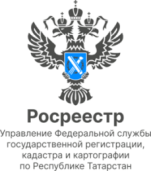 Росреестр
Управление Федеральной службы
государственной регистрации,
кадастра и картографии
по Республике Татарстан